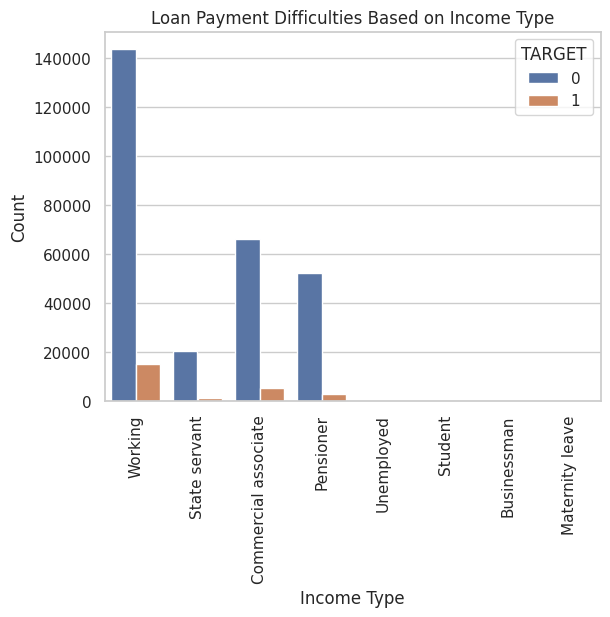 Loan Payment Difficulties Based on Income Type
TARGET
0
1
Count
140000
120000
100000
80000
60000
40000
20000
0
Working
State servant
Commercial associate
Pensioner
Unemployed
Student
Businessman
Maternity leave
Income Type